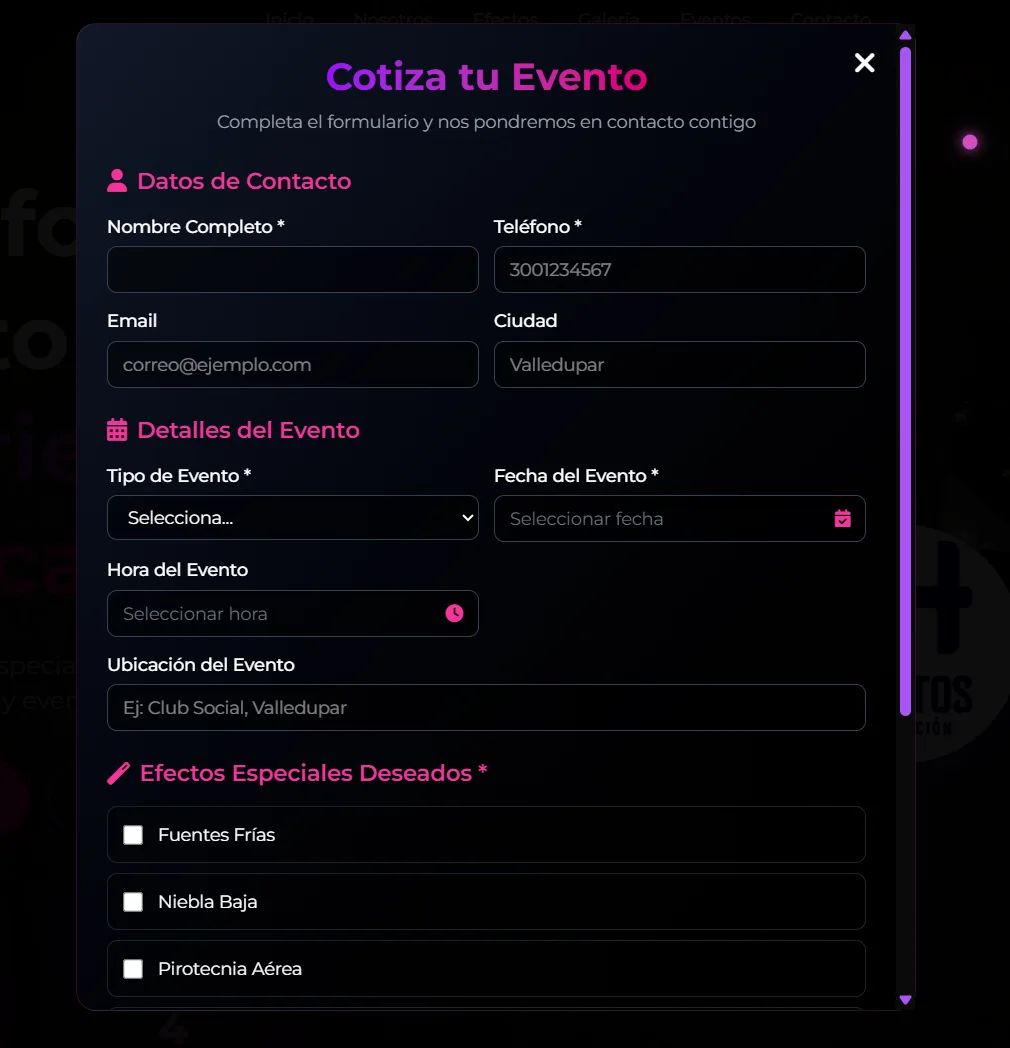 Inicio Nosotros Efectos Galería Eventos Contacto
Cotiza tu Evento
Completa el formulario y nos pondremos en contacto contigo
Datos de Contacto
Nombre Completo * Teléfono *
3001234567
Email Ciudad
correo@ejemplo.com Valledupar
Detalles del Evento
Tipo de Evento * Fecha del Evento *
Selecciona... Seleccionar fecha
Hora del Evento
Seleccionar hora
Ubicación del Evento
Ej: Club Social, Valledupar
Efectos Especiales Deseados *
Fuentes Frías
Niebla Baja
Pirotecnia Aérea